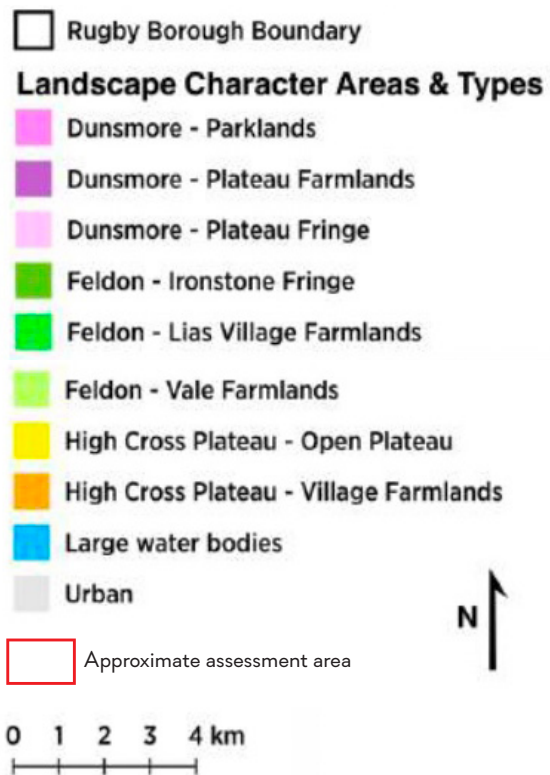 Rugby Borough Boundary
Landscape Character Areas & Types
Dunsmore - Parklands
Dunsmore - Plateau Farmlands
Dunsmore - Plateau Fringe
Feldon - Ironstone Fringe
Feldon - Lias Village Farmlands
Feldon - Vale Farmlands
High Cross Plateau - Open Plateau
High Cross Plateau - Village Farmlands
Large water bodies
Urban
N
Approximate assessment area
0 1 2 3 4 km